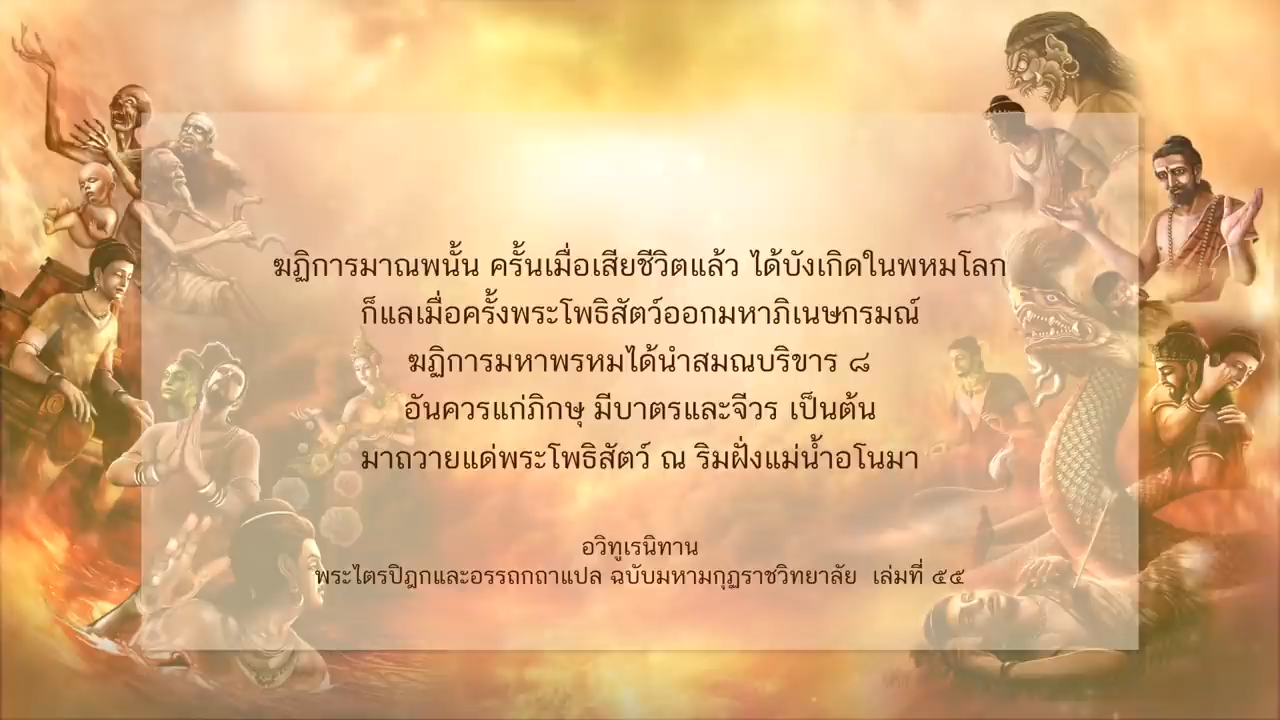 ฆฏิการมาณพนั้น ครั้นเมื่อเสียชีวิตแล้ว ได้บังเกิดในพหมโลก
ก็แลเมื่อครั้งพระโพธิสัตว์ออกมหาภิเนษกรมณ์
ฆฏิการมหาพรหมได้นำสมณบริขาร ๘
อันควรแก่ภิกษุ มีบาตรและจีวร เป็นต้น
มาถวายแด่พระโพธิสัตว์ ณ ริมฝั่งแม่น้ำอโนมา
อวิทูเรนิทาน
พระไตรปิฎกและอรรถกถาแปล ฉบับมหามกุฏราชวิทยาลัย เล่มที่ ๕๕